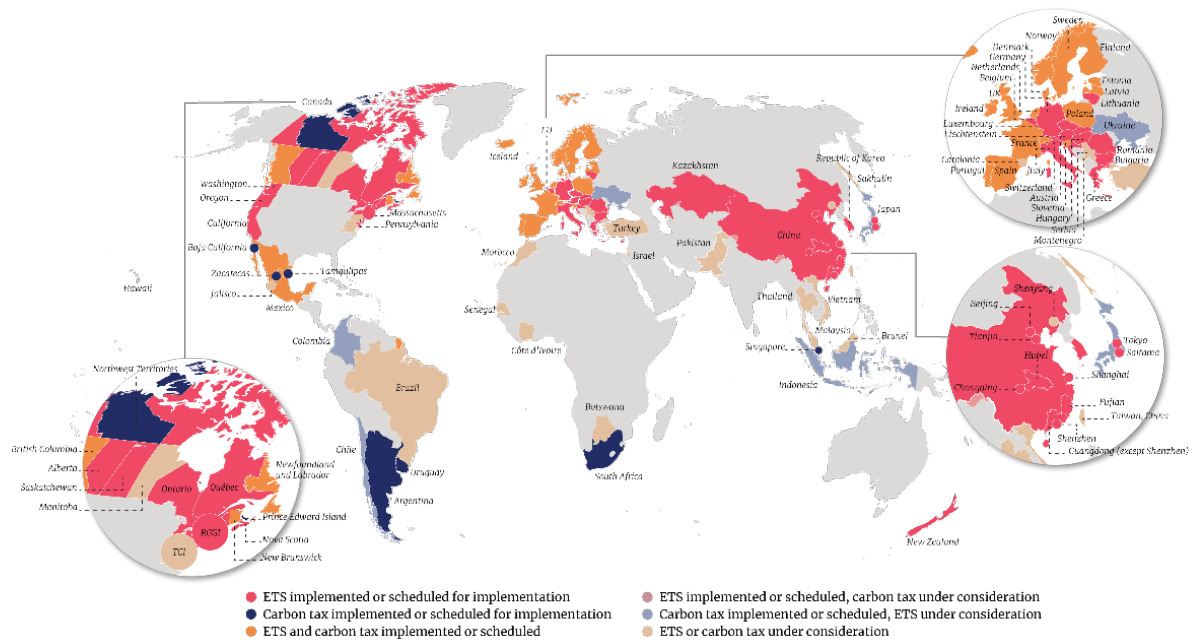 Canada
Washington
Oregon
California
Baja California
Zacatecas
Jalisco
Mexico
Tamaulipas
Massachusetts
Pennsylvania
Hawaii
Colombia
Brazil
Chile
Uruguay
Argentina
Iceland
EU
Morocco
Senegal
Côte d'Ivoire
Botswana
South Africa
Turkey
Israel
Pakistan
Kazakhstan
China
Republic of Korea
Sakhalin
Japan
Thailand
Vietnam
Malaysia
Brunei
Singapore
Indonesia
New Zealand
Sweden
Norway
Finland
Denmark
Germany
Netherlands
Belgium
UK
Ireland
Luxembourg
Liechtenstein
France
Catalonia
Portugal
Spain
Italy
Switzerland
Austria
Slovenia
Hungary
Serbia
Montenegro
Greece
Estonia
Latvia
Lithuania
Poland
Ukraine
Romania
Bulgaria
Shenyang
Beijing
Tianjin
Hubei
Chongqing
Tokyo
Saitama
Shanghai
Fujian
Taiwan, China
Shenzhen
Guangdong (except Shenzhen)
Northwest Territories
British Columbia
Alberta
Saskatchewan
Manitoba
Ontario
Québec
Newfoundland
and Labrador
Prince Edward Island
Nova Scotia
New Brunswick
RGGI
TCI
ETS implemented or scheduled for implementation
Carbon tax implemented or scheduled for implementation
ETS and carbon tax implemented or scheduled
ETS implemented or scheduled, carbon tax under consideration
Carbon tax implemented or scheduled, ETS under consideration
ETS or carbon tax under consideration